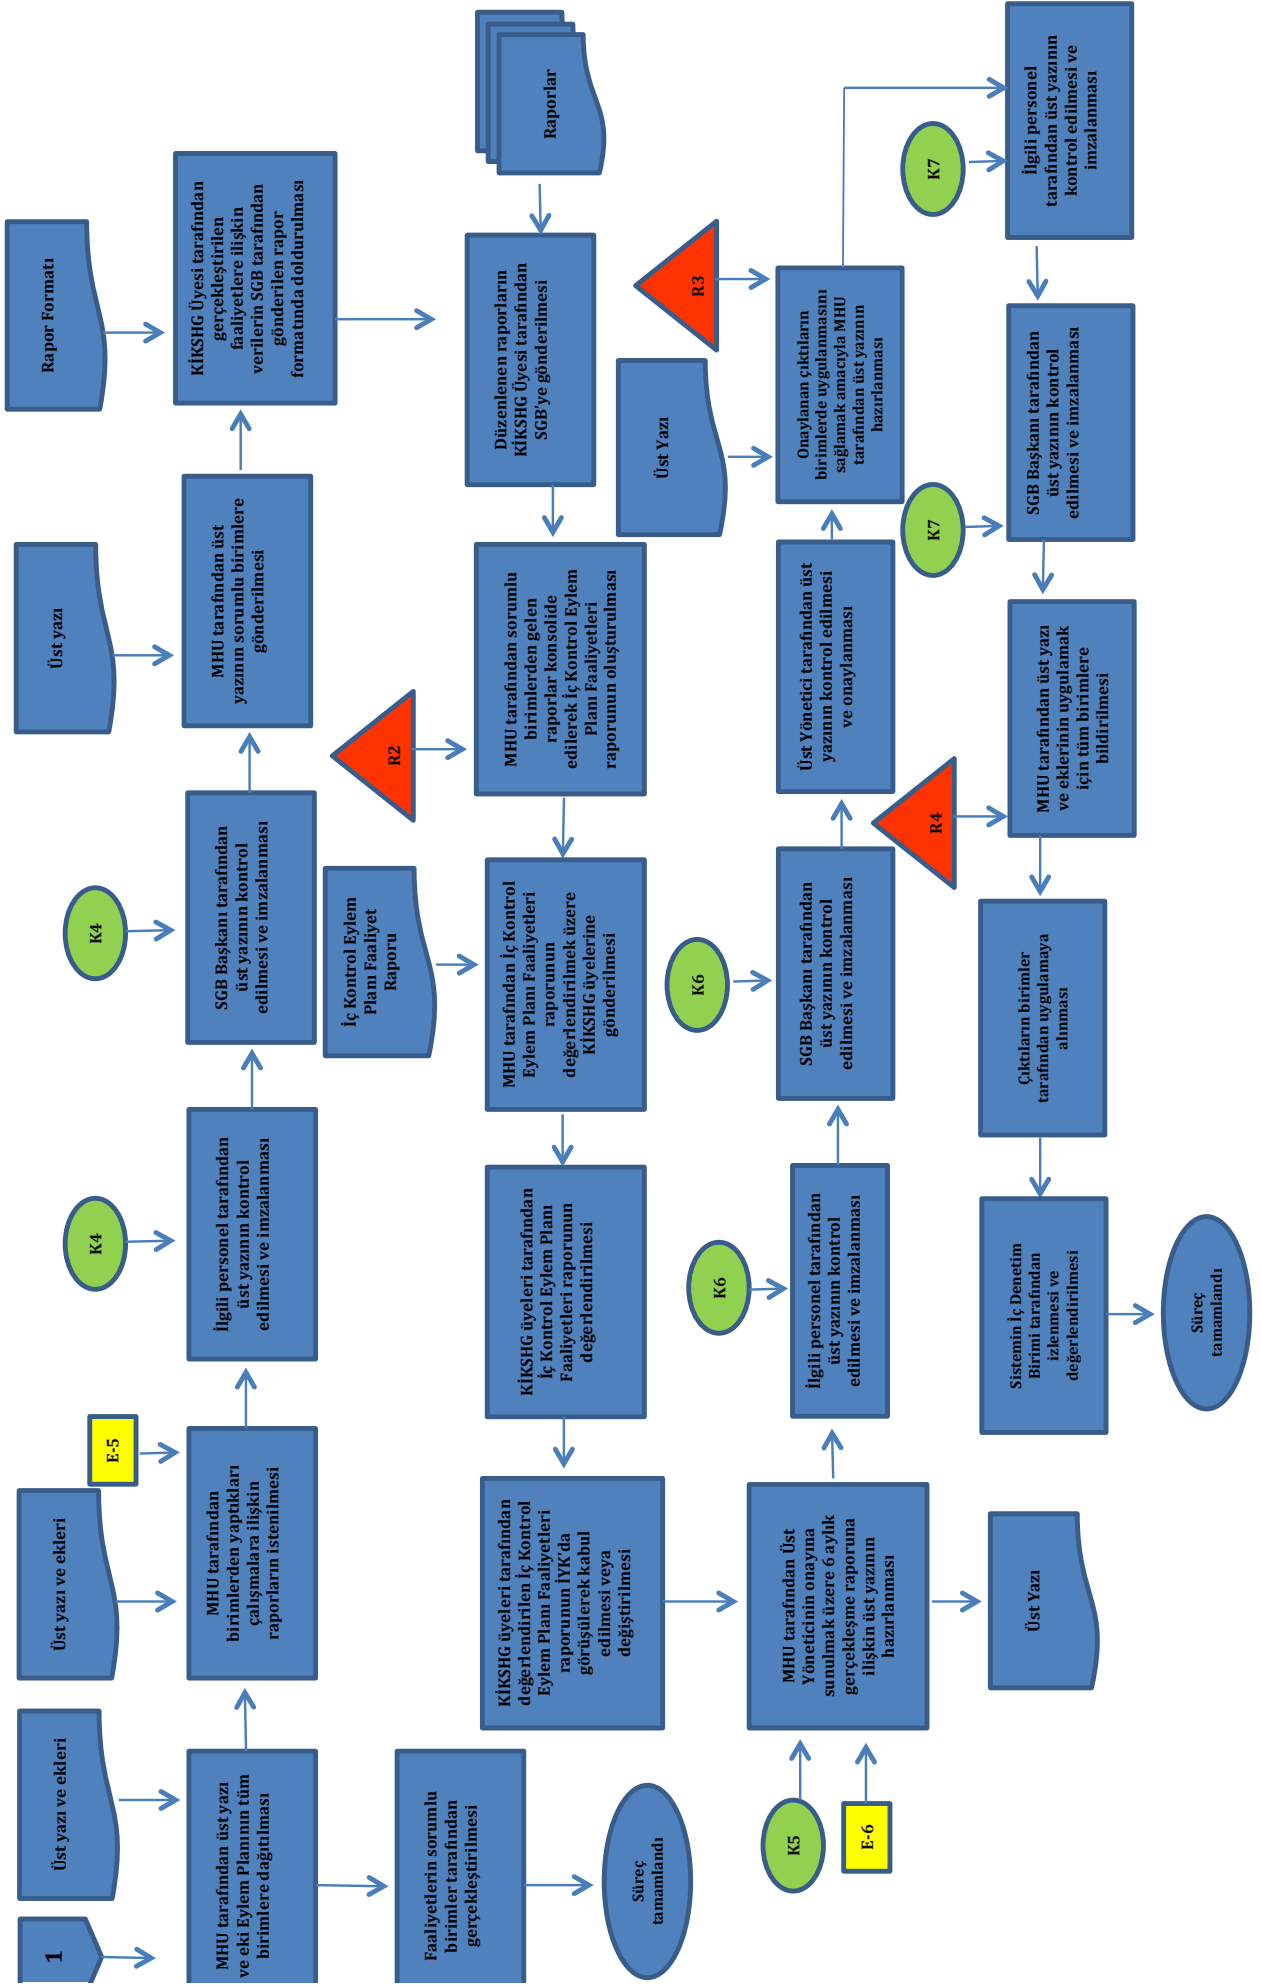 1
Üst yazı ve ekleri
Üst yazı ve ekleri
E-5
K4
K4
Üst yazı
Rapor Formatı
MHU tarafından üst yazı
ve eki Eylem Planının tüm
birimlere dağıtılması
MHU tarafından
birimlerden yaptıkları
çalışmalara ilişkin
raporların istenilmesi
İlgili personel tarafından
üst yazının kontrol
edilmesi ve imzalanması
SGB Başkanı tarafından
üst yazının kontrol
edilmesi ve imzalanması
MHU tarafından üst
yazının sorumlu birimlere
gönderilmesi
KİKSHG Üyesi tarafından
gerçekleştirilen
faaliyetlere ilişkin
verilerin SGB tarafından
gönderilen rapor
formatında doldurulması
Faaliyetlerin sorumlu
birimler tarafından
gerçekleştirilmesi
Süreç
tamamlandı
İç Kontrol Eylem
Planı Faaliyet
Raporu
R2
Raporlar
KİKSHG üyeleri tarafından
değerlendirilen İç Kontrol
Eylem Planı Faaliyetleri
raporunun İYK’da
görüşülerek kabul
edilmesi veya
değiştirilmesi
KİKSHG üyeleri tarafından
İç Kontrol Eylem Planı
Faaliyetleri raporunun
değerlendirilmesi
MHU tarafından İç Kontrol
Eylem Planı Faaliyetleri
raporunun
değerlendirilmek üzere
KİKSHG üyelerine
gönderilmesi
MHU tarafından sorumlu
birimlerden gelen
raporlar konsolide
edilerek İç Kontrol Eylem
Planı Faaliyetleri
raporunun oluşturulması
Düzenlenen raporların
KİKSHG Üyesi tarafından
SGB’ye gönderilmesi
K5
E-6
K6
K6
Üst Yazı
R3
MHU tarafından Üst
Yöneticinin onayına
sunulmak üzere 6 aylık
gerçekleşme raporuna
ilişkin üst yazının
hazırlanması
İlgili personel tarafından
üst yazının kontrol
edilmesi ve imzalanması
SGB Başkanı tarafından
üst yazının kontrol
edilmesi ve imzalanması
Üst Yönetici tarafından üst
yazının kontrol edilmesi
ve onaylanması
Onaylanan çıktıların
birimlerde uygulanmasını
sağlamak amacıyla MHU
tarafından üst yazının
hazırlanması
Üst Yazı
R4
K7
K7
Sistemin İç Denetim
Birimi tarafından
izlenmesi ve
değerlendirilmesi
Çıktıların birimler
tarafından uygulamaya
alınması
MHU tarafından üst yazı
ve eklerinin uygulamak
için tüm birimlere
bildirilmesi
SGB Başkanı tarafından
üst yazının kontrol
edilmesi ve imzalanması
İlgili personel
tarafından üst yazının
kontrol edilmesi ve
imzalanması
Süreç
tamamlandı